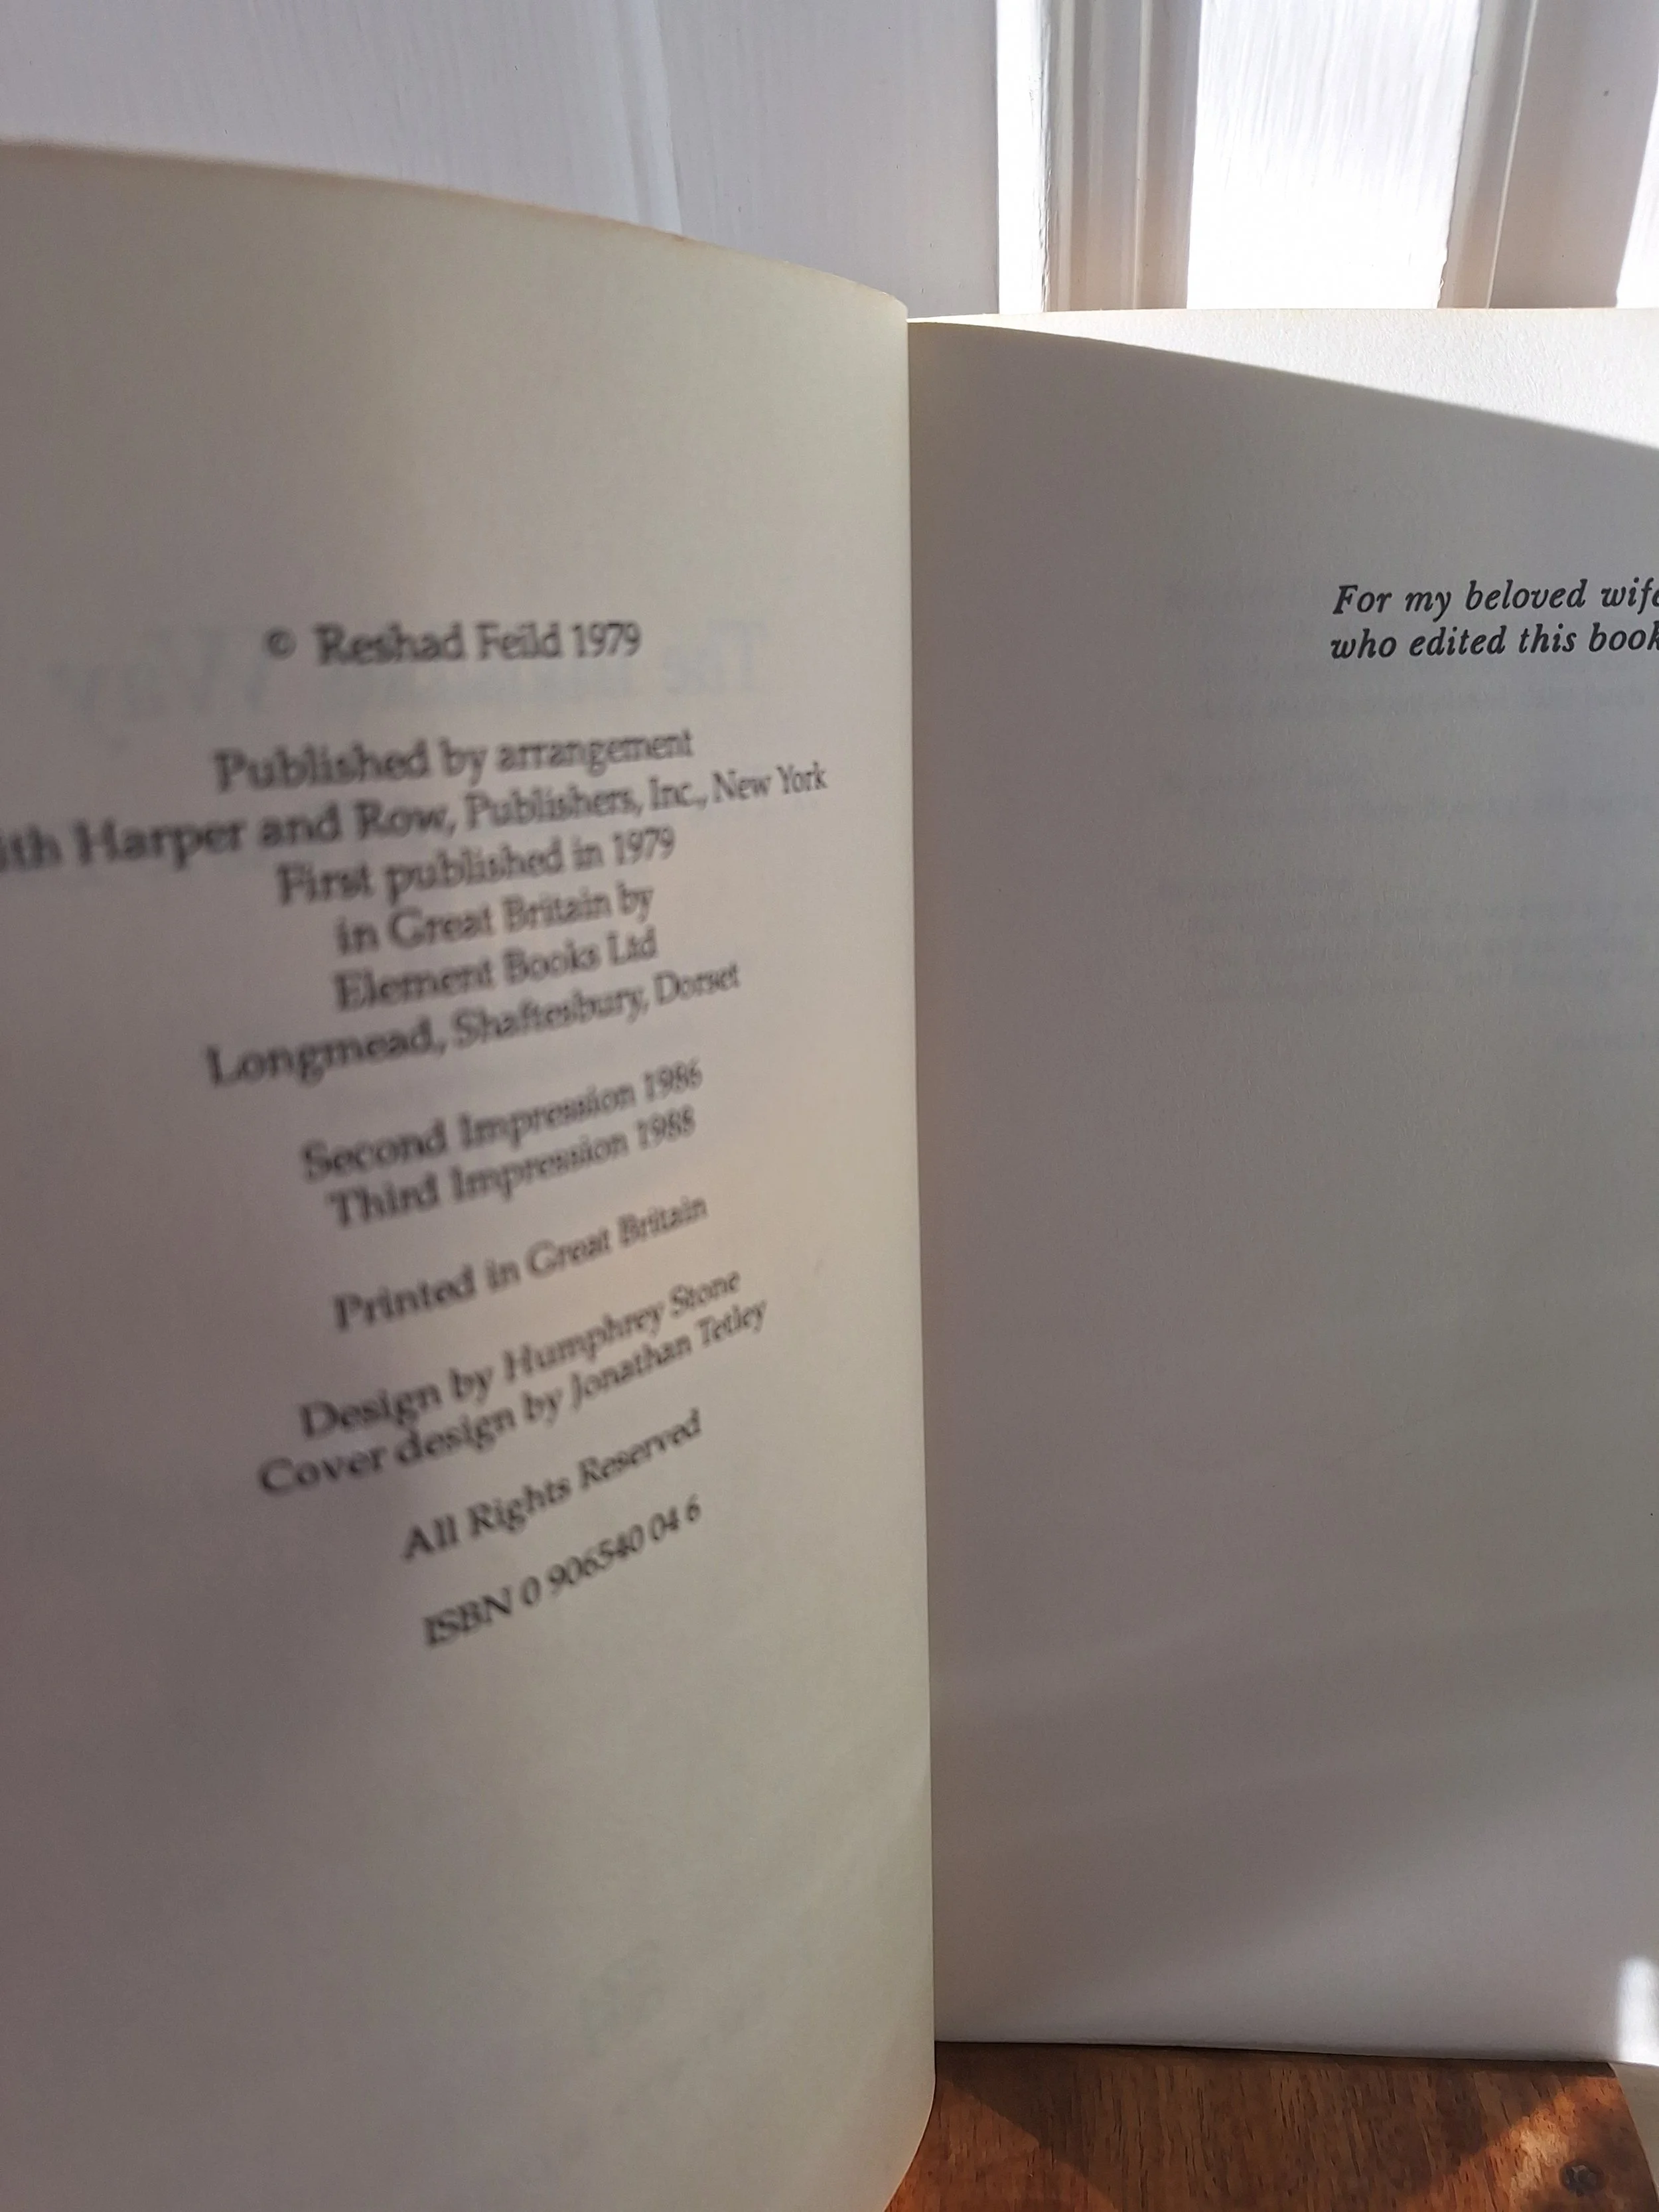 © Reshad Feild 1979
Published by arrangement
ith Harper and Row, Publishers, Inc., New York
First published in 1979
in Great Britain by
Element Books Ltd
Longmead, Shaftesbury, Dorset
Second Impression 1986
Third Impression 1988
Printed in Great Britain
Design by Humphrey Stone
Cover design by Jonathan Tetley
All Rights Reserved
ISBN 0 906540 04 6
For my beloved wife
who edited this book